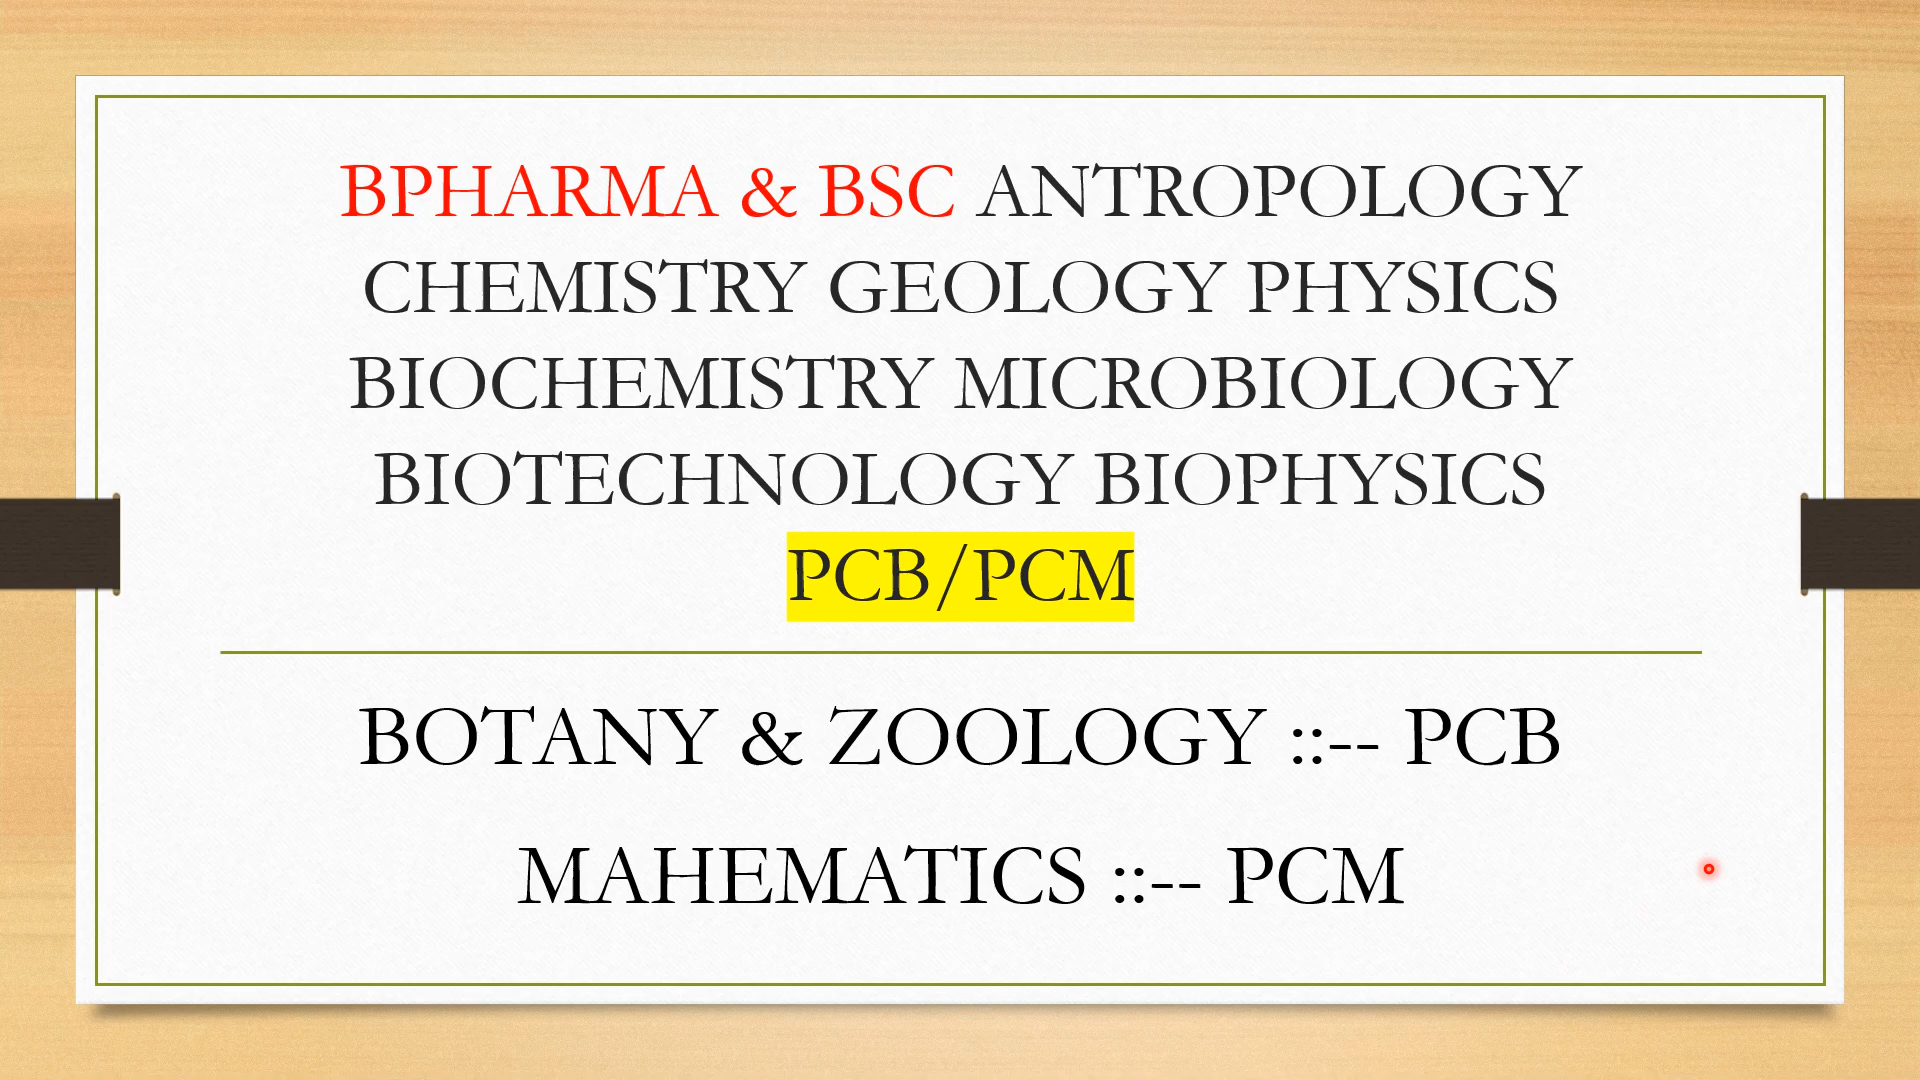 BPHARMA & BSC ANTROPOLOGY
CHEMISTRY GEOLOGY PHYSICS
BIOCHEMISTRY MICROBIOLOGY
BIOTECHNOLOGY BIOPHYSICS
PCB/PCM
BOTANY & ZOOLOGY ::-- PCB
MAHEMATICS ::-- PCM